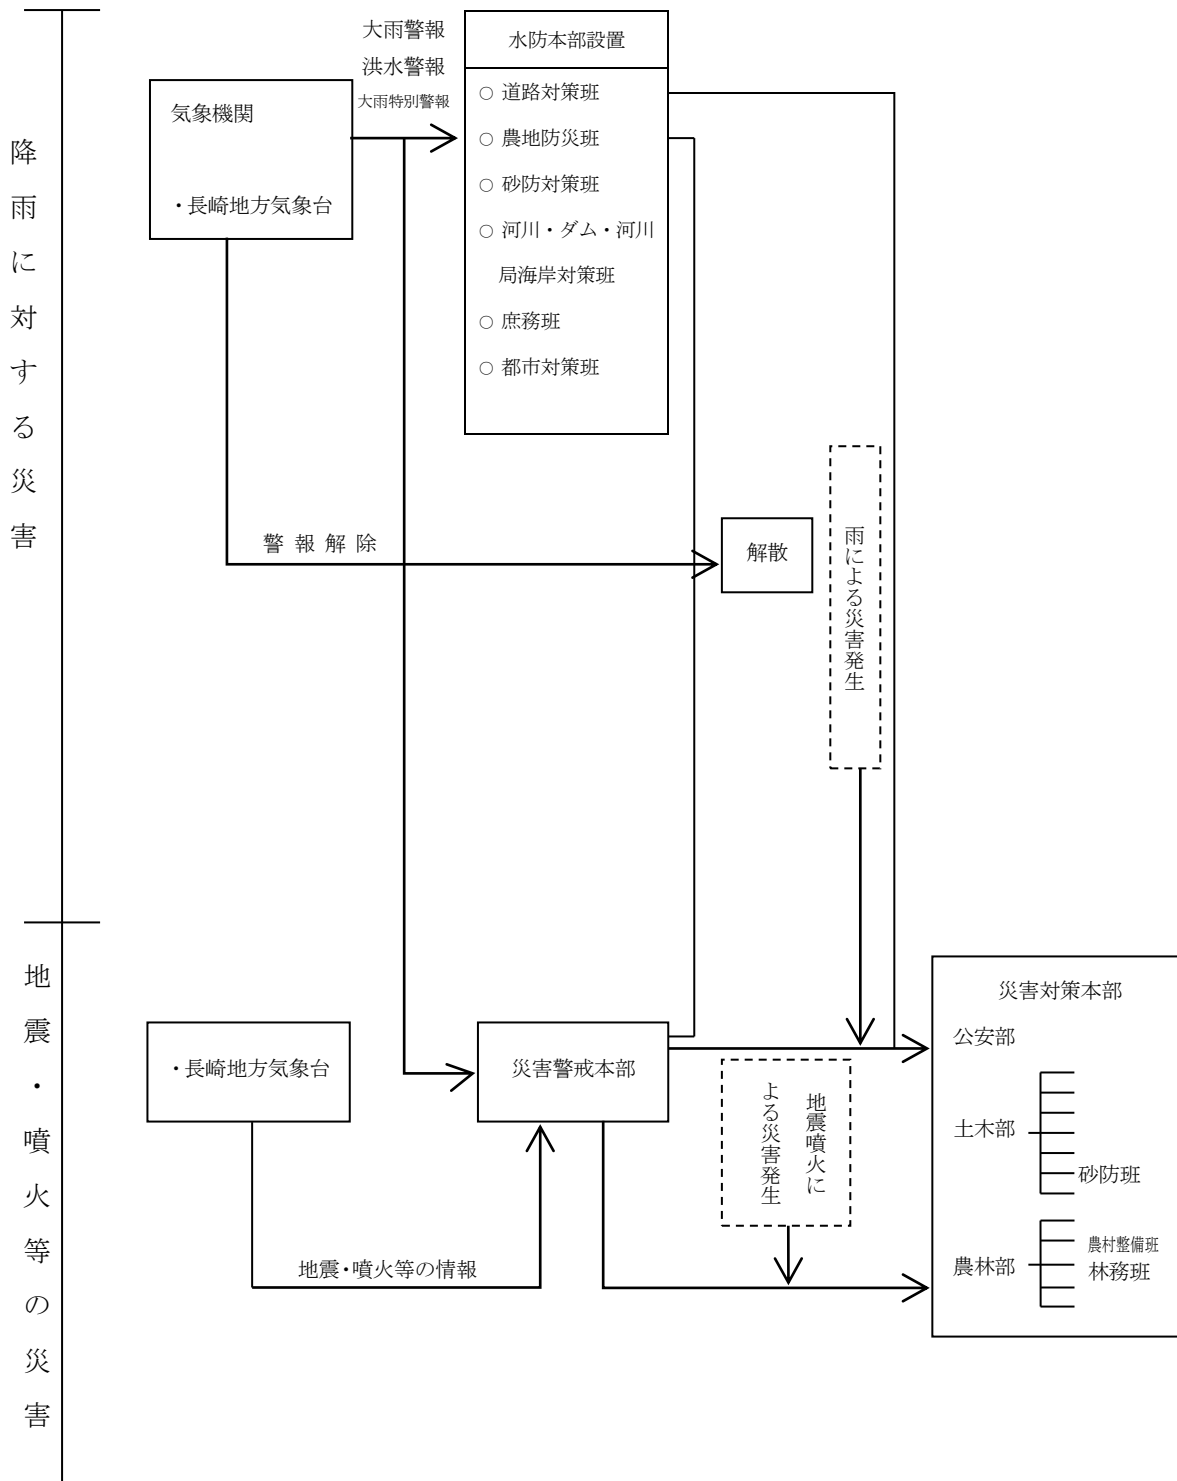 降雨に対する災害
大雨警報
洪水警報
大雨特別警報
気象機関
・長崎地方気象台
水防本部設置
○ 道路対策班
○ 農地防災班
○ 砂防対策班
○ 河川・ダム・河川
局海岸対策班
○ 庶務班
○ 都市対策班
警報解除
解散
雨による災害発生
地震・噴火等の災害
・長崎地方気象台
災害警戒本部
地震噴火に
よる災害発生
地震・噴火等の情報
災害対策本部
公安部
土木部
砂防班
農林部
農村整備班
林務班